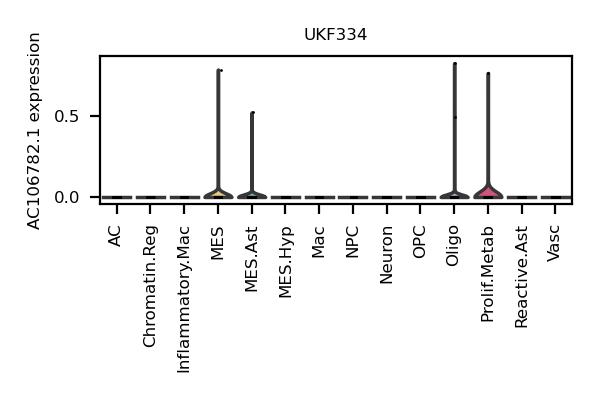 UKF334
AC106782.1 expression
0.5
0.0
AC
Chromatin.Reg
Inflammatory.Mac
MES
MES.Ast
MES.Hyp
Mac
NPC
Neuron
OPC
Oligo
Prolif.Metab
Reactive.Ast
Vasc